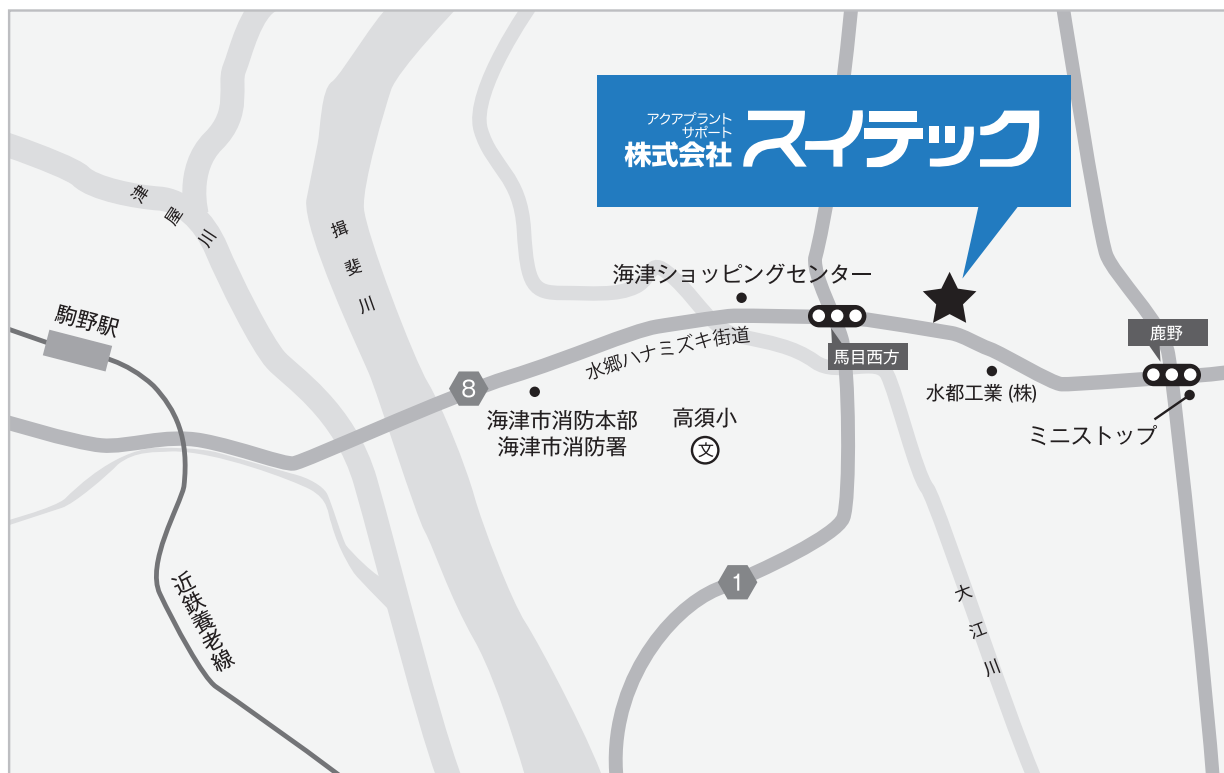 アクアプラント
サポート
株式会社 スイテック
津屋川
揖斐川
海津ショッピングセンター
駒野駅
鹿野
馬目西方
水郷ハナミズキ街道
8
水都工業(株)
海津市消防本部
海津市消防署
高須小
文
ミニストップ
1
近鉄養老線
大江川